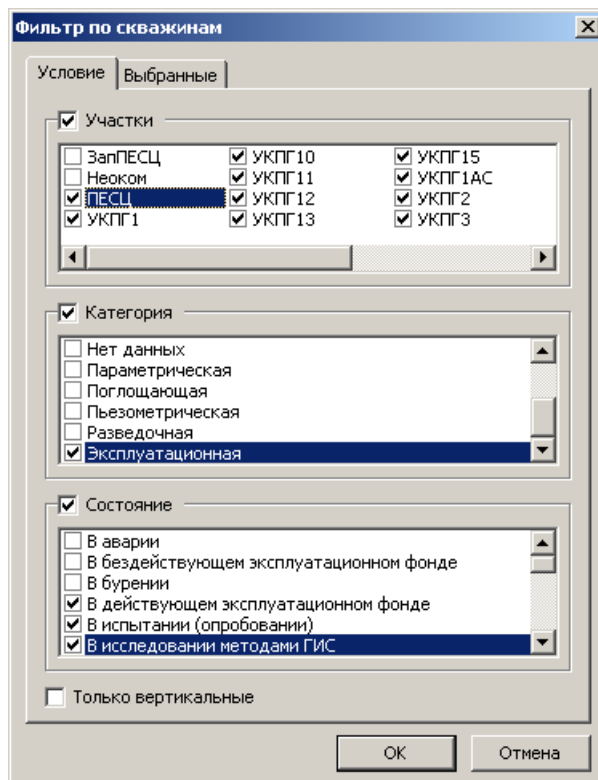 Фильтр по скважинам
Условие Выбранные
Участки
ЗапПЕСЦ УКПГ10 УКПГ15
Неоком УКПГ11 УКПГ1АС
ПЕСЦ УКПГ12 УКПГ2
УКПГ1 УКПГ13 УКПГ3
Категория
Нет данных
Параметрическая
Поглощающая
Пьезометрическая
Разведочная
Эксплуатационная
Состояние
В аварии
В бездействующем эксплуатационном фонде
В бурении
В действующем эксплуатационном фонде
В испытании (опробовании)
В исследовании методами ГИС
Только вертикальные
ОК Отмена